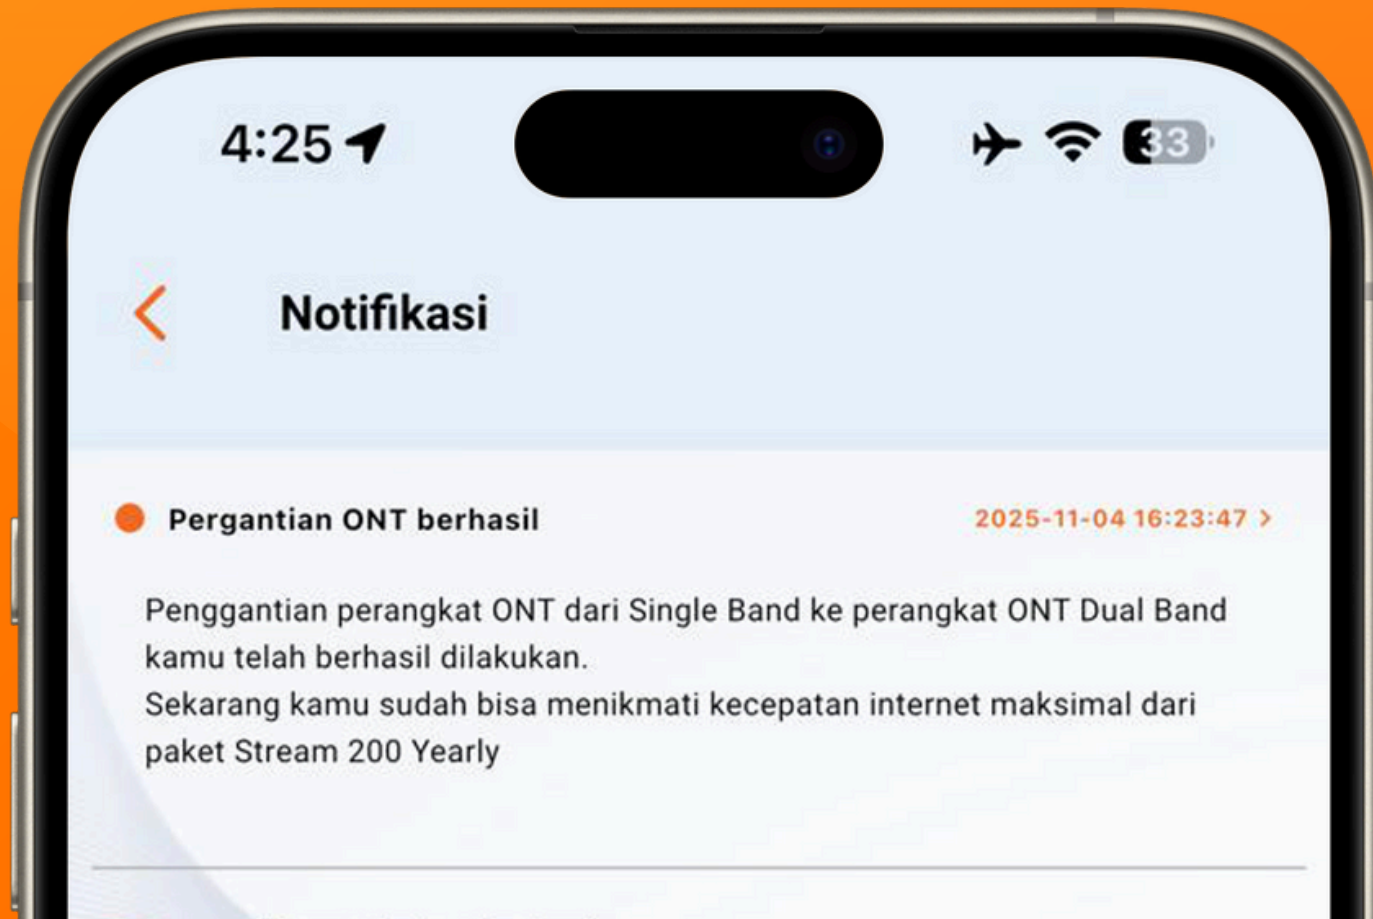 4:25
33
Notifikasi
Pergantian ONT berhasil
2025-11-04 16:23:47 >
Penggantian perangkat ONT dari Single Band ke perangkat ONT Dual Band
kamu telah berhasil dilakukan.
Sekarang kamu sudah bisa menikmati kecepatan internet maksimal dari
paket Stream 200 Yearly